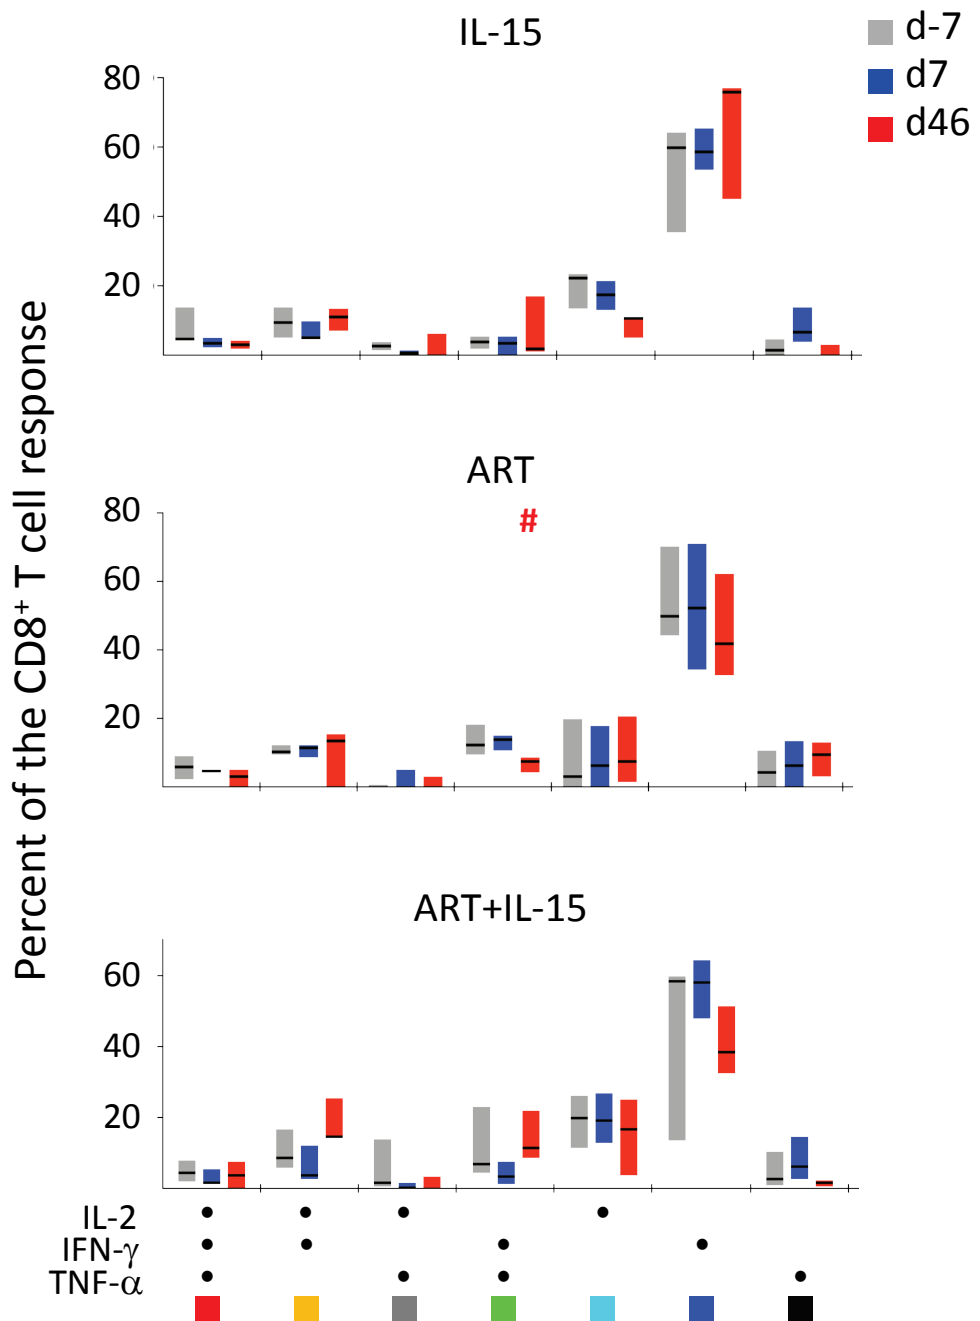 IL-15
d-7
d7
d46
80
60
40
20
Percent of the CD8⁺ T cell response
ART
#
80
60
40
20
ART+IL-15
60
40
20
IL-2
IFN-γ
TNF-α